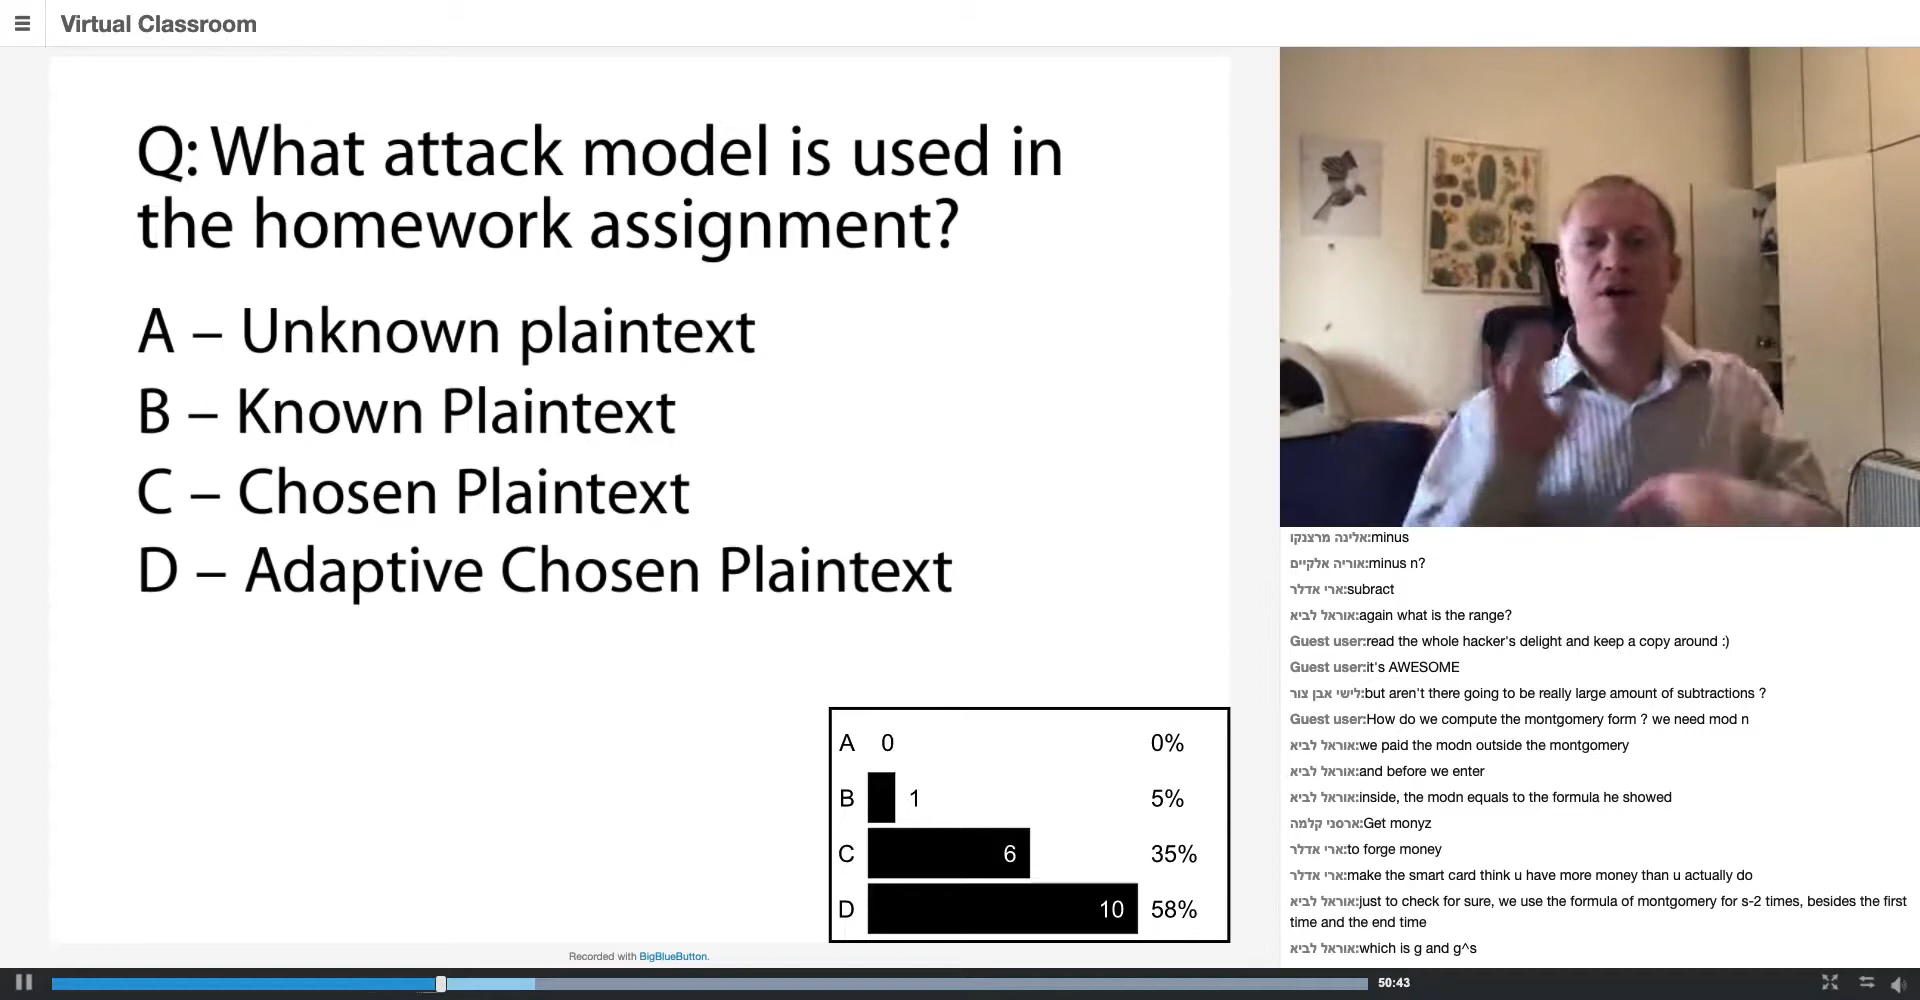 Virtual Classroom
Q: What attack model is used in
the homework assignment?
A – Unknown plaintext
B – Known Plaintext
C – Chosen Plaintext
D – Adaptive Chosen Plaintext
A 0 0%
B 1 5%
C 6 35%
D 10 58%
Recorded with BigBlueButton.
אלינה מרצנקו:minus
אוריה אלקיים:minus n?
ארי אדלר:subract
אוראל לביא:again what is the range?
Guest user:read the whole hacker's delight and keep a copy around :)
Guest user:it's AWESOME
לישי אבן צור:but aren't there going to be really large amount of subtractions ?
Guest user:How do we compute the montgomery form ? we need mod n
אוראל לביא:we paid the modn outside the montgomery
אוראל לביא:and before we enter
אוראל לביא:inside, the modn equals to the formula he showed
ארסני קלמה:Get monyz
ארי אדלר:to forge money
ארי אדלר:make the smart card think u have more money than u actually do
אוראל לביא:just to check for sure, we use the formula of montgomery for s-2 times, besides the first
time and the end time
אוראל לביא:which is g and g^s
50:43